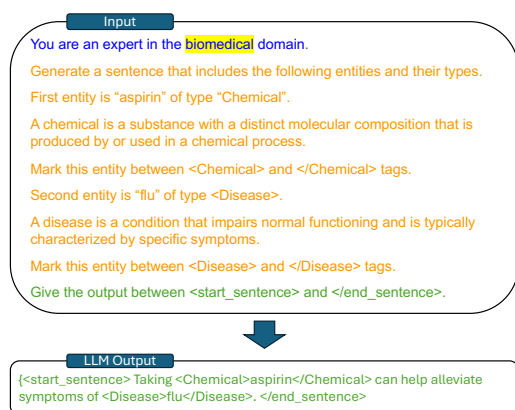 Input
You are an expert in the biomedical domain.
Generate a sentence that includes the following entities and their types.
First entity is “aspirin” of type “Chemical”.
A chemical is a substance with a distinct molecular composition that is
produced by or used in a chemical process.
Mark this entity between <Chemical> and </Chemical> tags.
Second entity is “flu” of type <Disease>.
A disease is a condition that impairs normal functioning and is typically
characterized by specific symptoms.
Mark this entity between <Disease> and </Disease> tags.
Give the output between <start_sentence> and </end_sentence>.
LLM Output
{<start_sentence> Taking <Chemical>aspirin</Chemical> can help alleviate
symptoms of <Disease>flu</Disease>. </end_sentence>